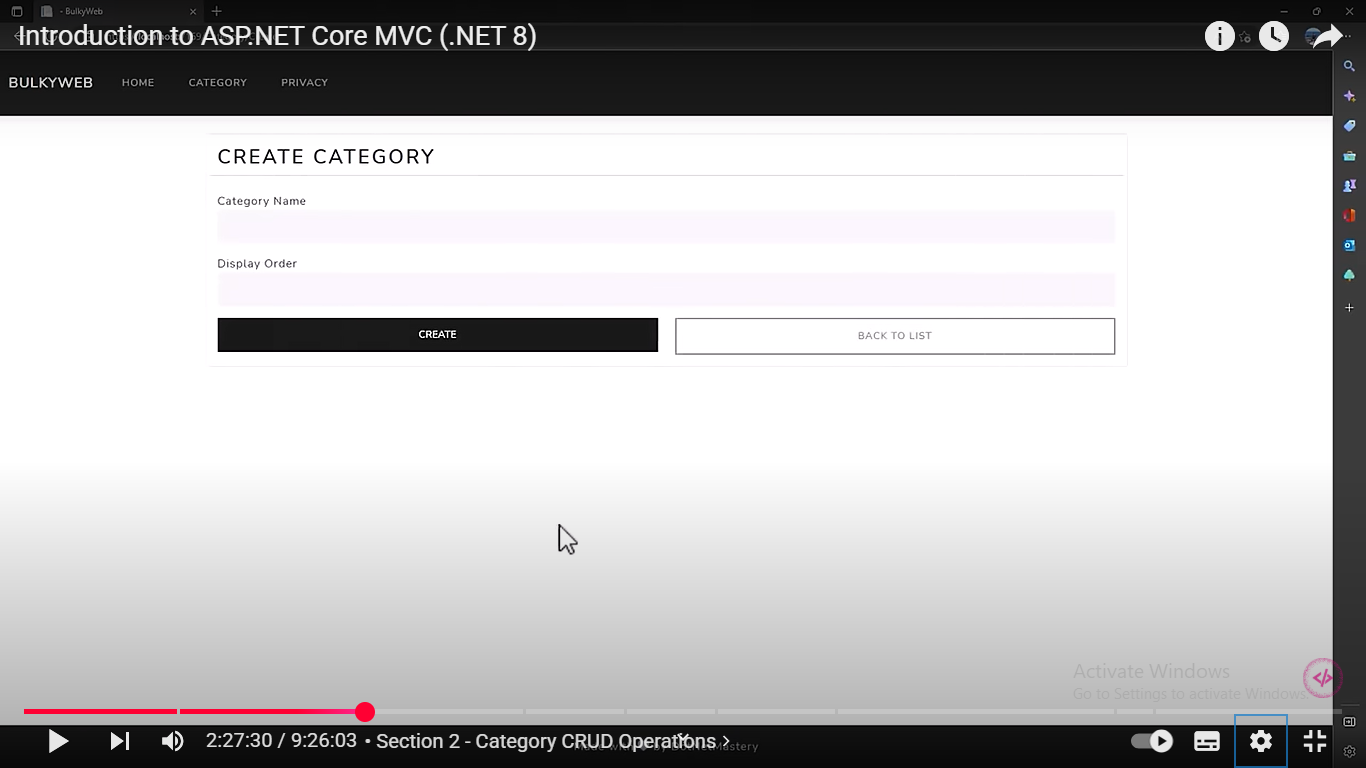 - BulkyWeb
Introduction to ASP.NET Core MVC (.NET 8)
BULKYWEB HOME CATEGORY PRIVACY
CREATE CATEGORY
Category Name
Display Order
CREATE BACK TO LIST
Activate Windows
Go to Settings to activate Windows.
2:27:30 / 9:26:03 • Section 2 - Category CRUD Operations